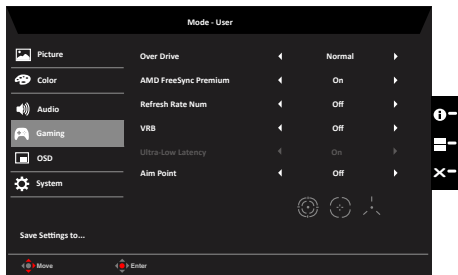 Mode - User
Picture
Color
Audio
Gaming
OSD
System
Save Settings to...
Over Drive Normal
AMD FreeSync Premium On
Refresh Rate Num Off
VRB Off
Ultra-Low Latency On
Aim Point Off
Move Enter